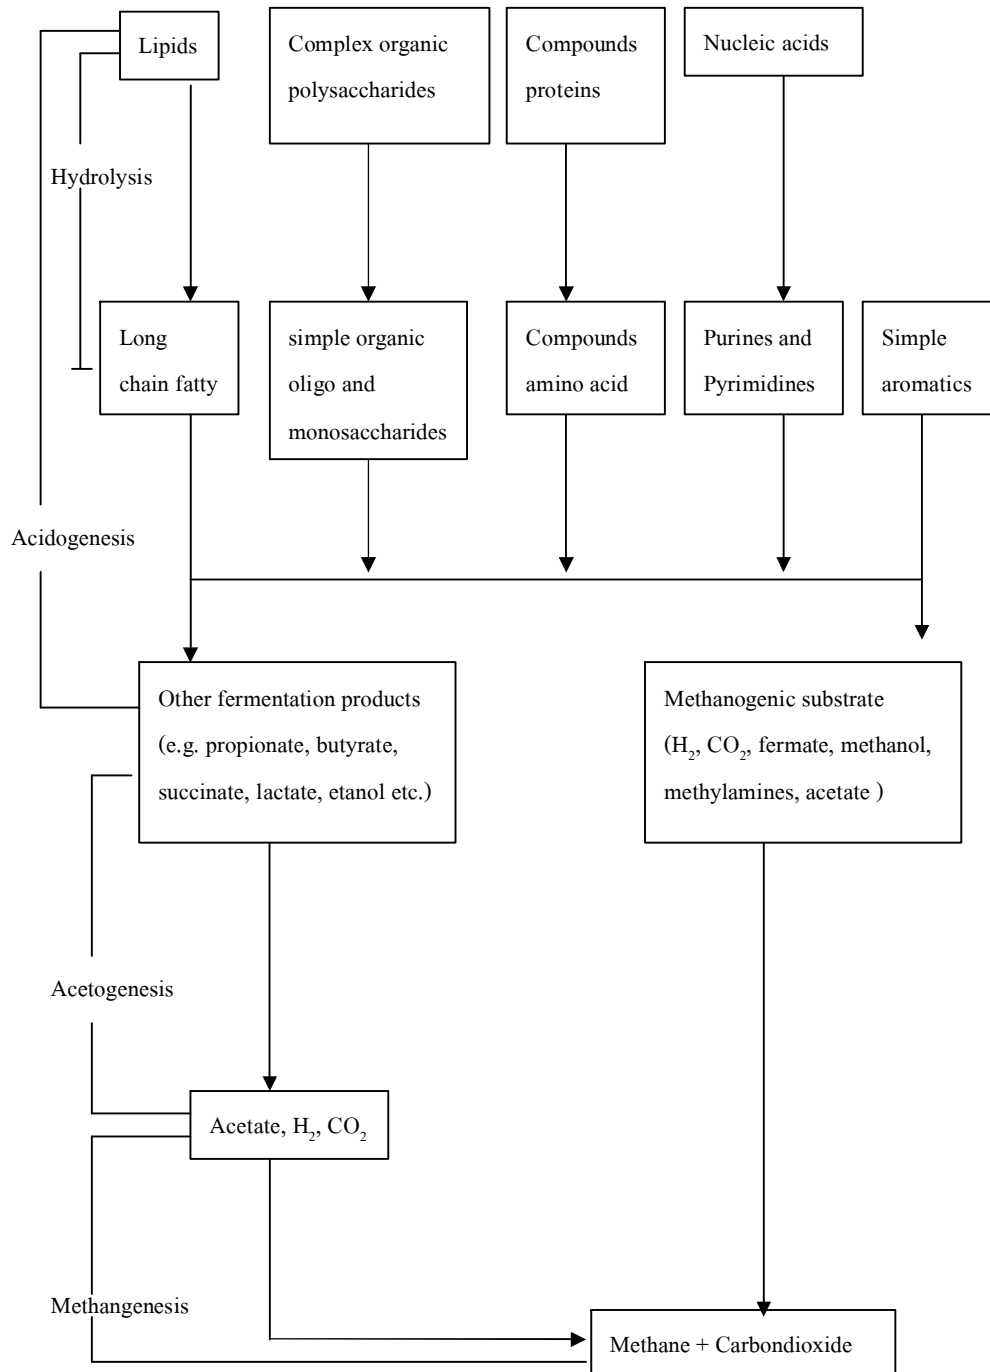 Lipids
Complex organic
polysaccharides
Compounds
proteins
Nucleic acids
Hydrolysis
Long
chain fatty
simple organic
oligo and
monosaccharides
Compounds
amino acid
Purines and
Pyrimidines
Simple
aromatics
Acidogenesis
Other fermentation products
(e.g. propionate, butyrate,
succinate, lactate, etanol etc.)
Methanogenic substrate
(H₂, CO₂, fermate, methanol,
methylamines, acetate )
Acetogenesis
Acetate, H₂, CO₂
Methangenesis
Methane + Carbondioxide